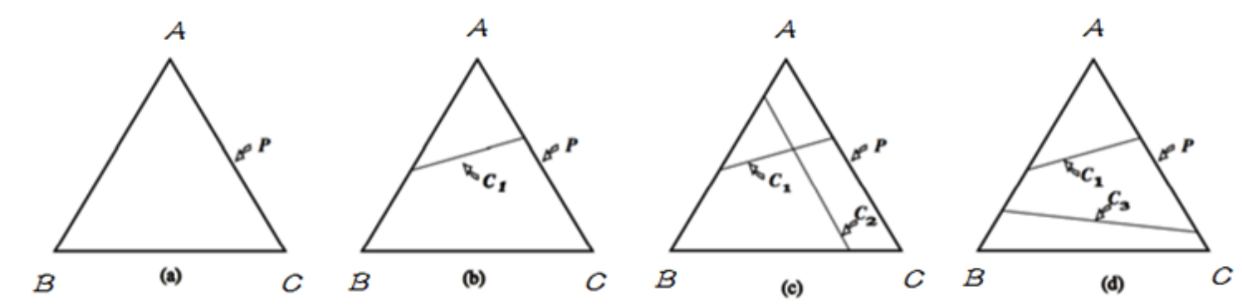 A A A A
P P P P
C₁ C₁ C₁
C₂ C₃
B C B C B C B C
(a) (b) (c) (d)